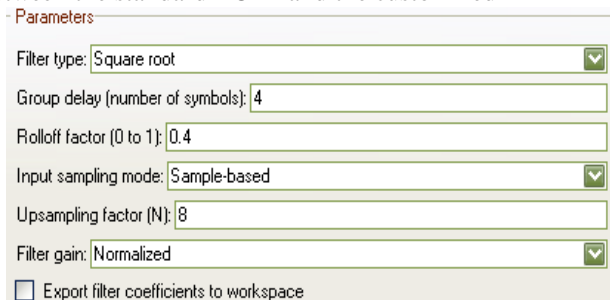 Parameters
Filter type: Square root
Group delay (number of symbols): 4
Rolloff factor (0 to 1): 0.4
Input sampling mode: Sample-based
Upsampling factor (N): 8
Filter gain: Normalized
Export filter coefficients to workspace